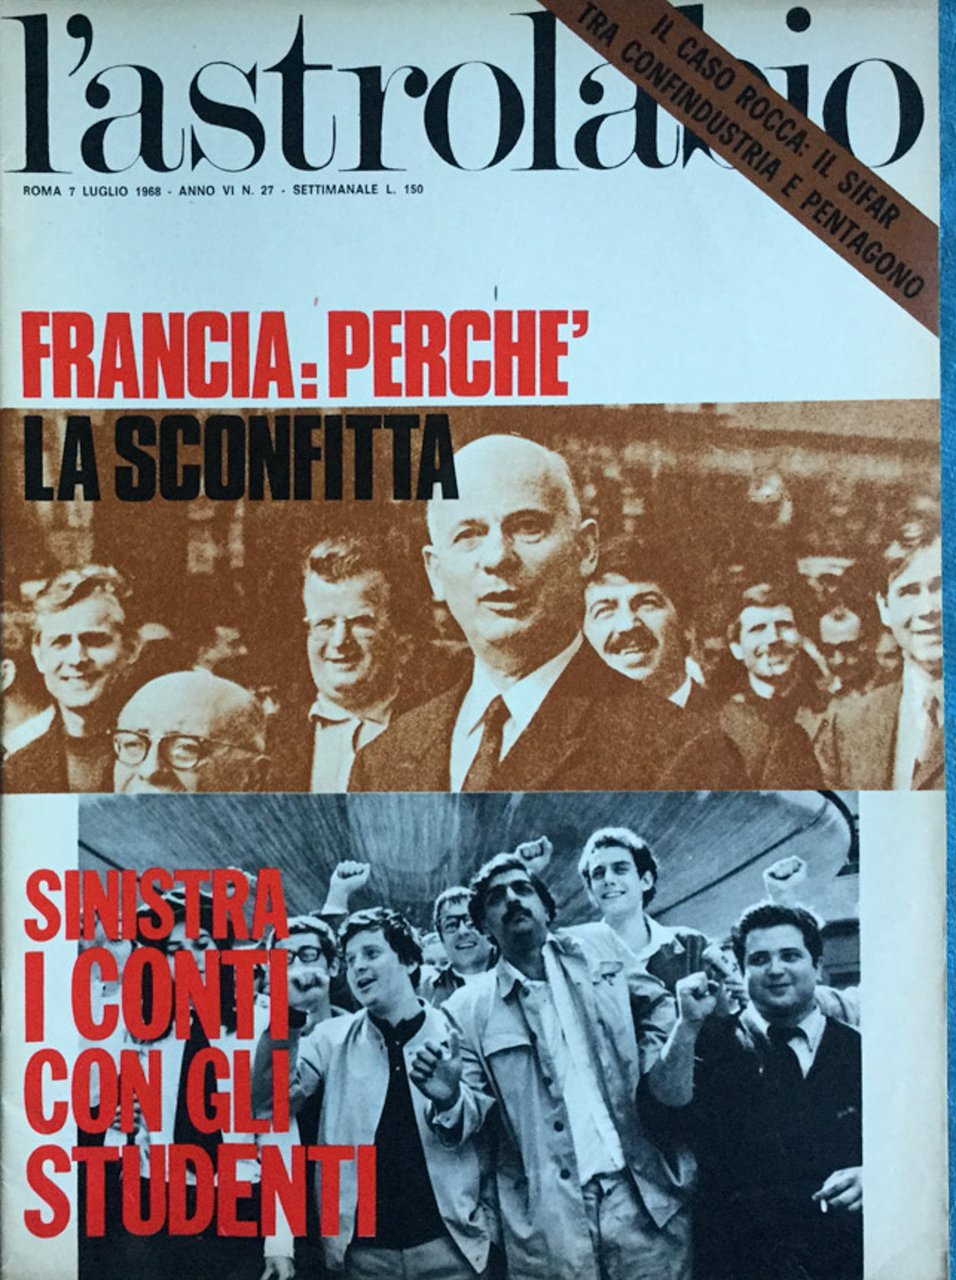 l'astrolabio
IL CASO ROCCA: IL SIFAR
TRA CONFINDUSTRIA E PENTAGONO
ROMA 7 LUGLIO 1968 - ANNO VI N. 27 - SETTIMANALE L. 150
FRANCIA: PERCHE'
LA SCONFITTA
SINISTRA
I CONTI
CON GLI
STUDENTI